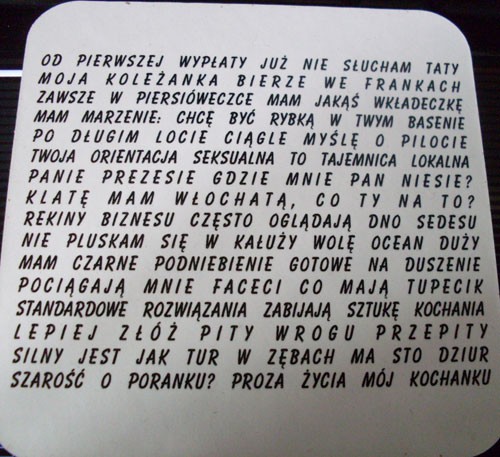 OD PIERWSZEJ WYPŁATY JUŻ NIE SŁUCHAM TATY
MOJA KOLEŻANKA BIERZE WE FRANKACH
ZAWSZE W PIERSIÓWECZCE MAM JAKĄŚ WKŁADECZKĘ
MAM MARZENIE: CHCĘ BYĆ RYBKĄ W TWYM BASENIE
PO DŁUGIM LOCIE CIĄGLE MYŚLĘ O PILOCIE
TWOJA ORIENTACJA SEKSUALNA TO TAJEMNICA LOKALNA
PANIE PREZESIE GDZIE MNIE PAN NIESIE?
KLATĘ MAM WŁOCHATĄ, CO TY NA TO?
REKINY BIZNESU CZĘSTO OGLĄDAJĄ DNO SEDESU
NIE PLUSKAM SIĘ W KAŁUŻY WOLĘ OCEAN DUŻY
MAM CZARNE PODNIEBIENIE GOTOWE NA DUSZENIE
POCIĄGAJĄ MNIE FACECI CO MAJĄ TUPECIK
STANDARDOWE ROZWIĄZANIA ZABIJAJĄ SZTUKĘ KOCHANIA
LEPIEJ ZŁÓŻ PITY WROGU PRZEPITY
SILNY JEST JAK TUR W ZĘBACH MA STO DZIUR
SZAROŚĆ O PORANKU? PROZA ŻYCIA MÓJ KOCHANKU